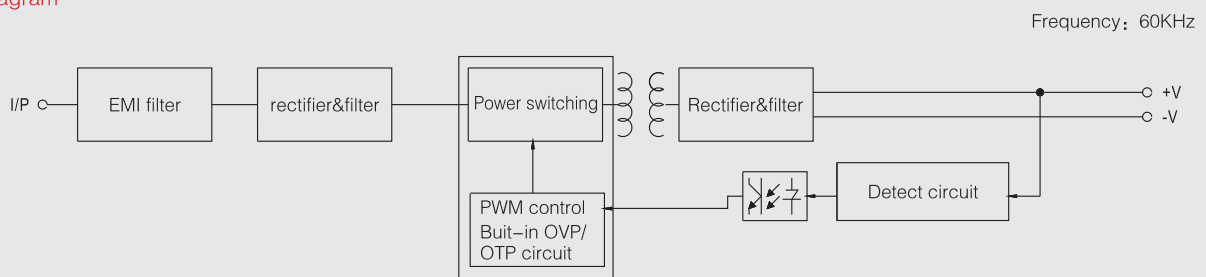 Frequency: 60KHz
I/P
EMI filter
rectifier&filter
Power switching
Rectifier&filter
+V
-V
PWM control
Buit-in OVP/
OTP circuit
Detect circuit